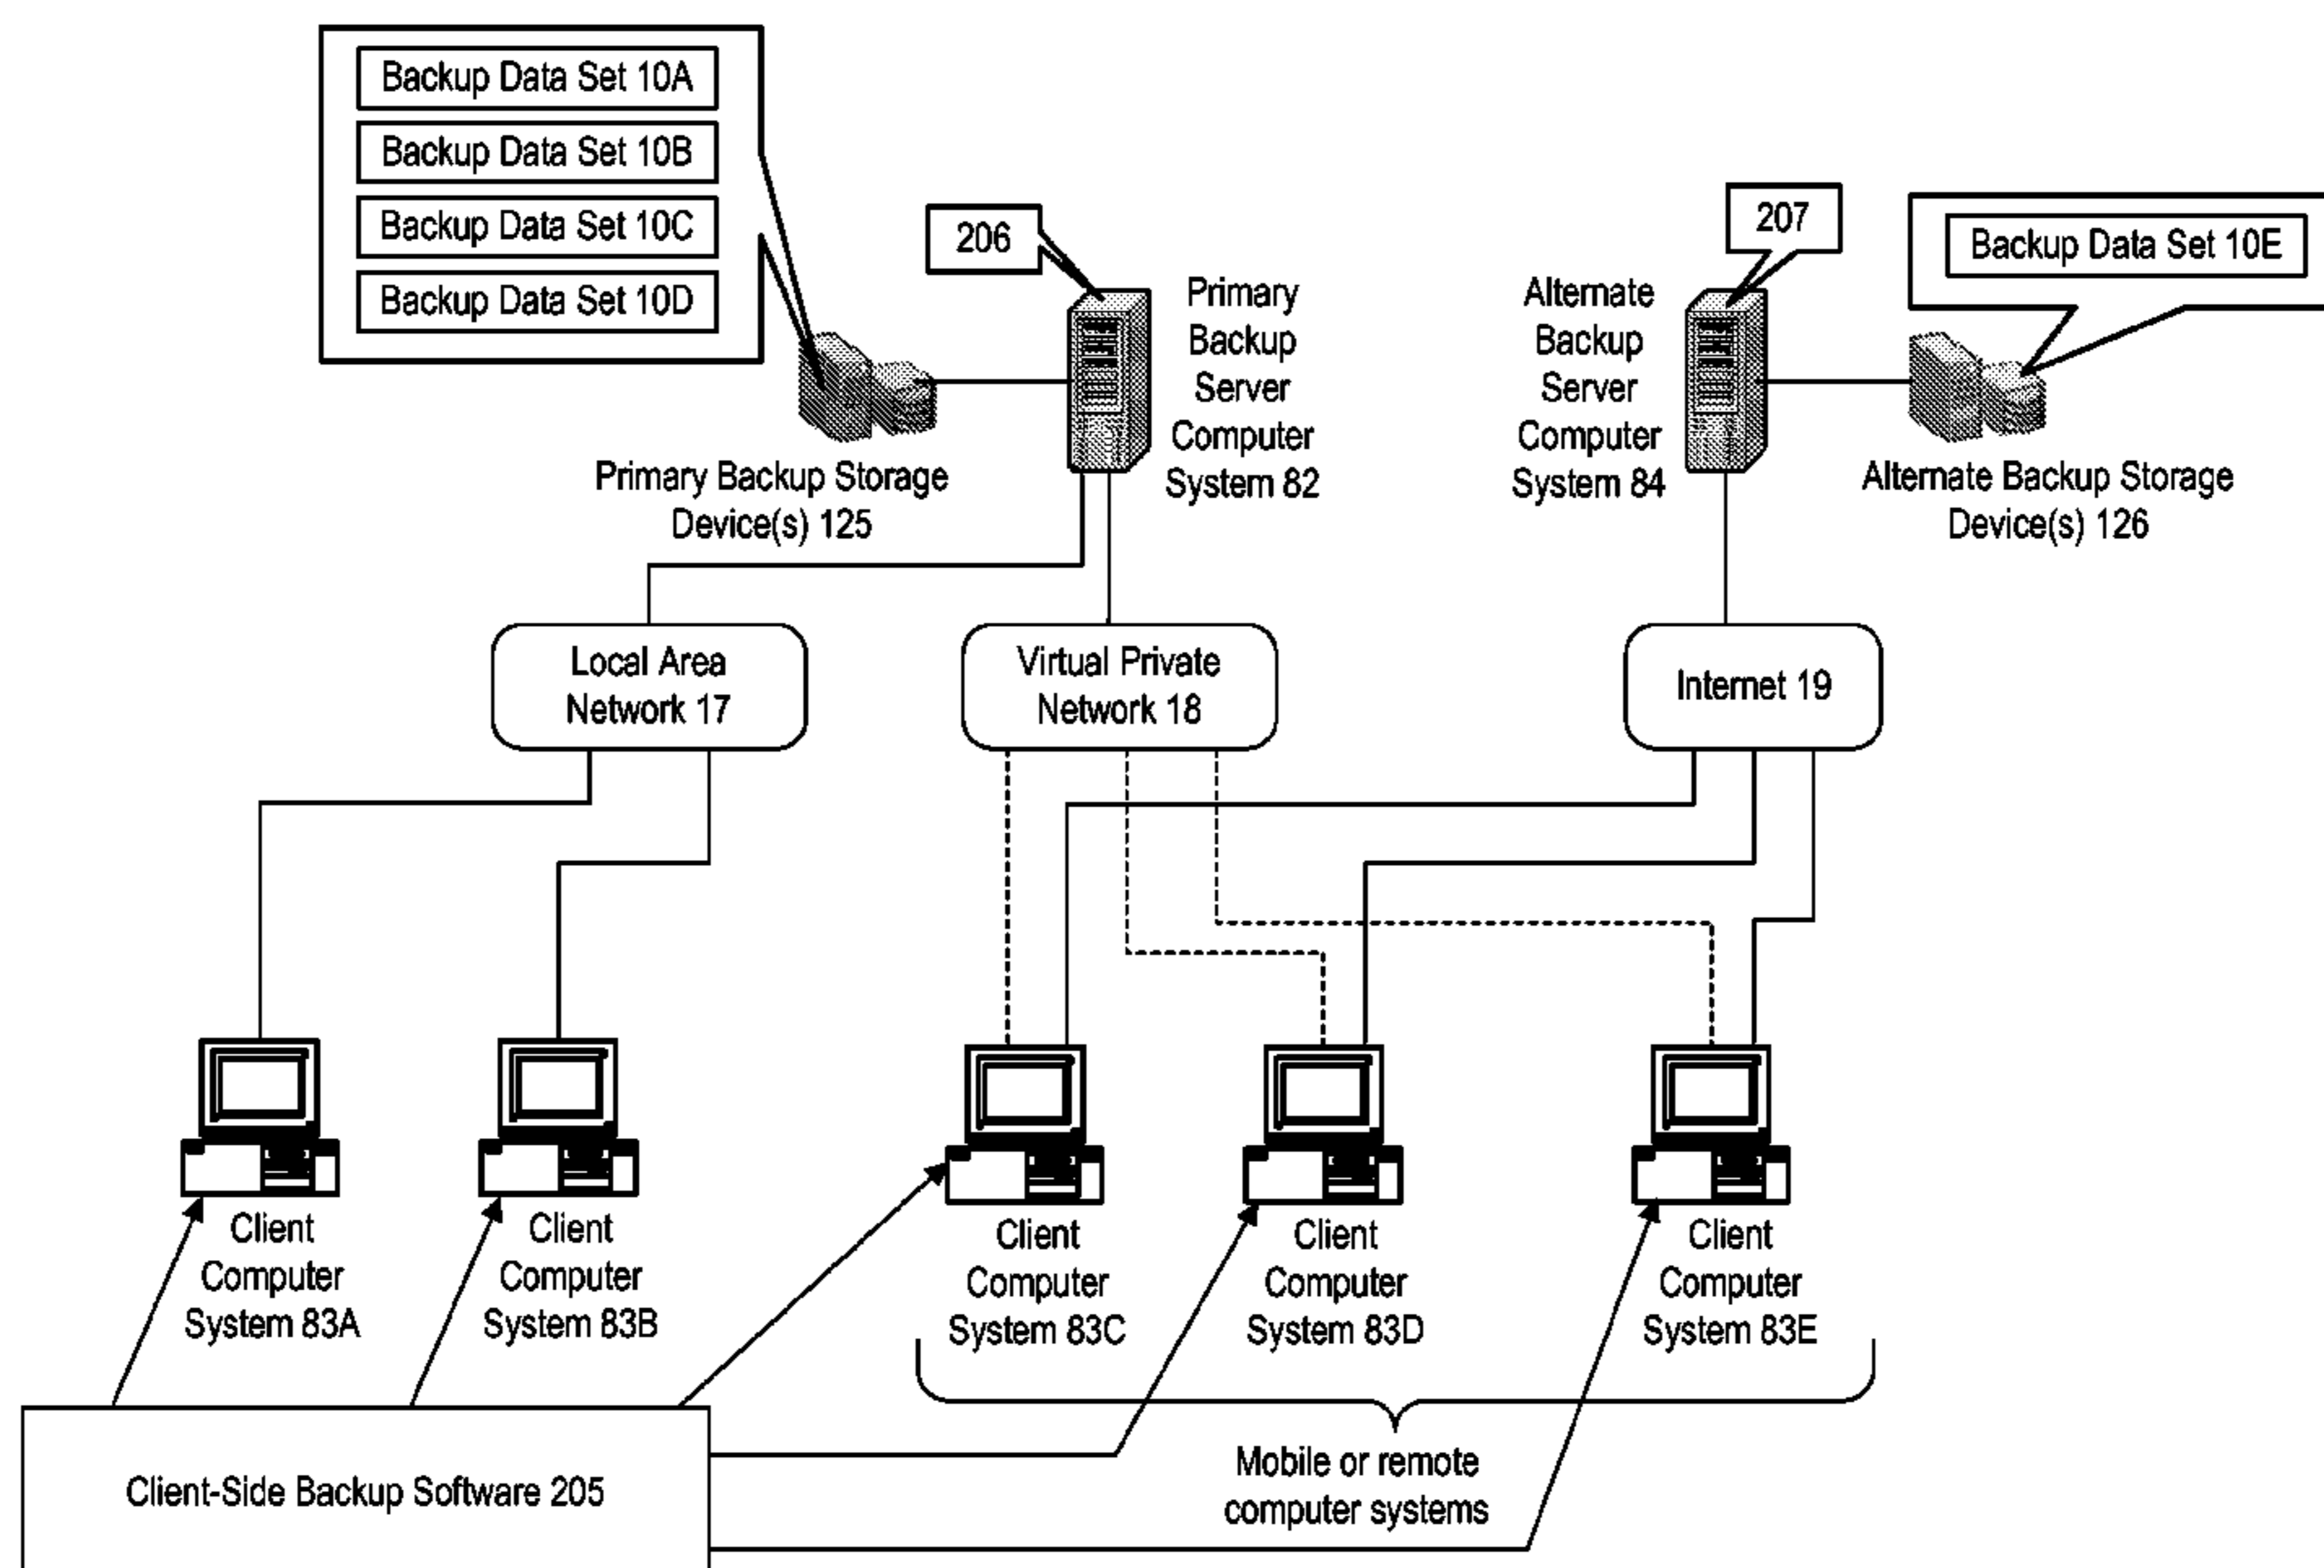 Backup Data Set 10A
Backup Data Set 10B
Backup Data Set 10C
Backup Data Set 10D
206
207
Backup Data Set 10E
Primary
Backup
Server
Computer
System 82
Alternate
Backup
Server
Computer
System 84
Primary Backup Storage
Device(s) 125
Alternate Backup Storage
Device(s) 126
Local Area
Network 17
Virtual Private
Network 18
Internet 19
Client
Computer
System 83A
Client
Computer
System 83B
Client
Computer
System 83C
Client
Computer
System 83D
Client
Computer
System 83E
Client-Side Backup Software 205
Mobile or remote
computer systems